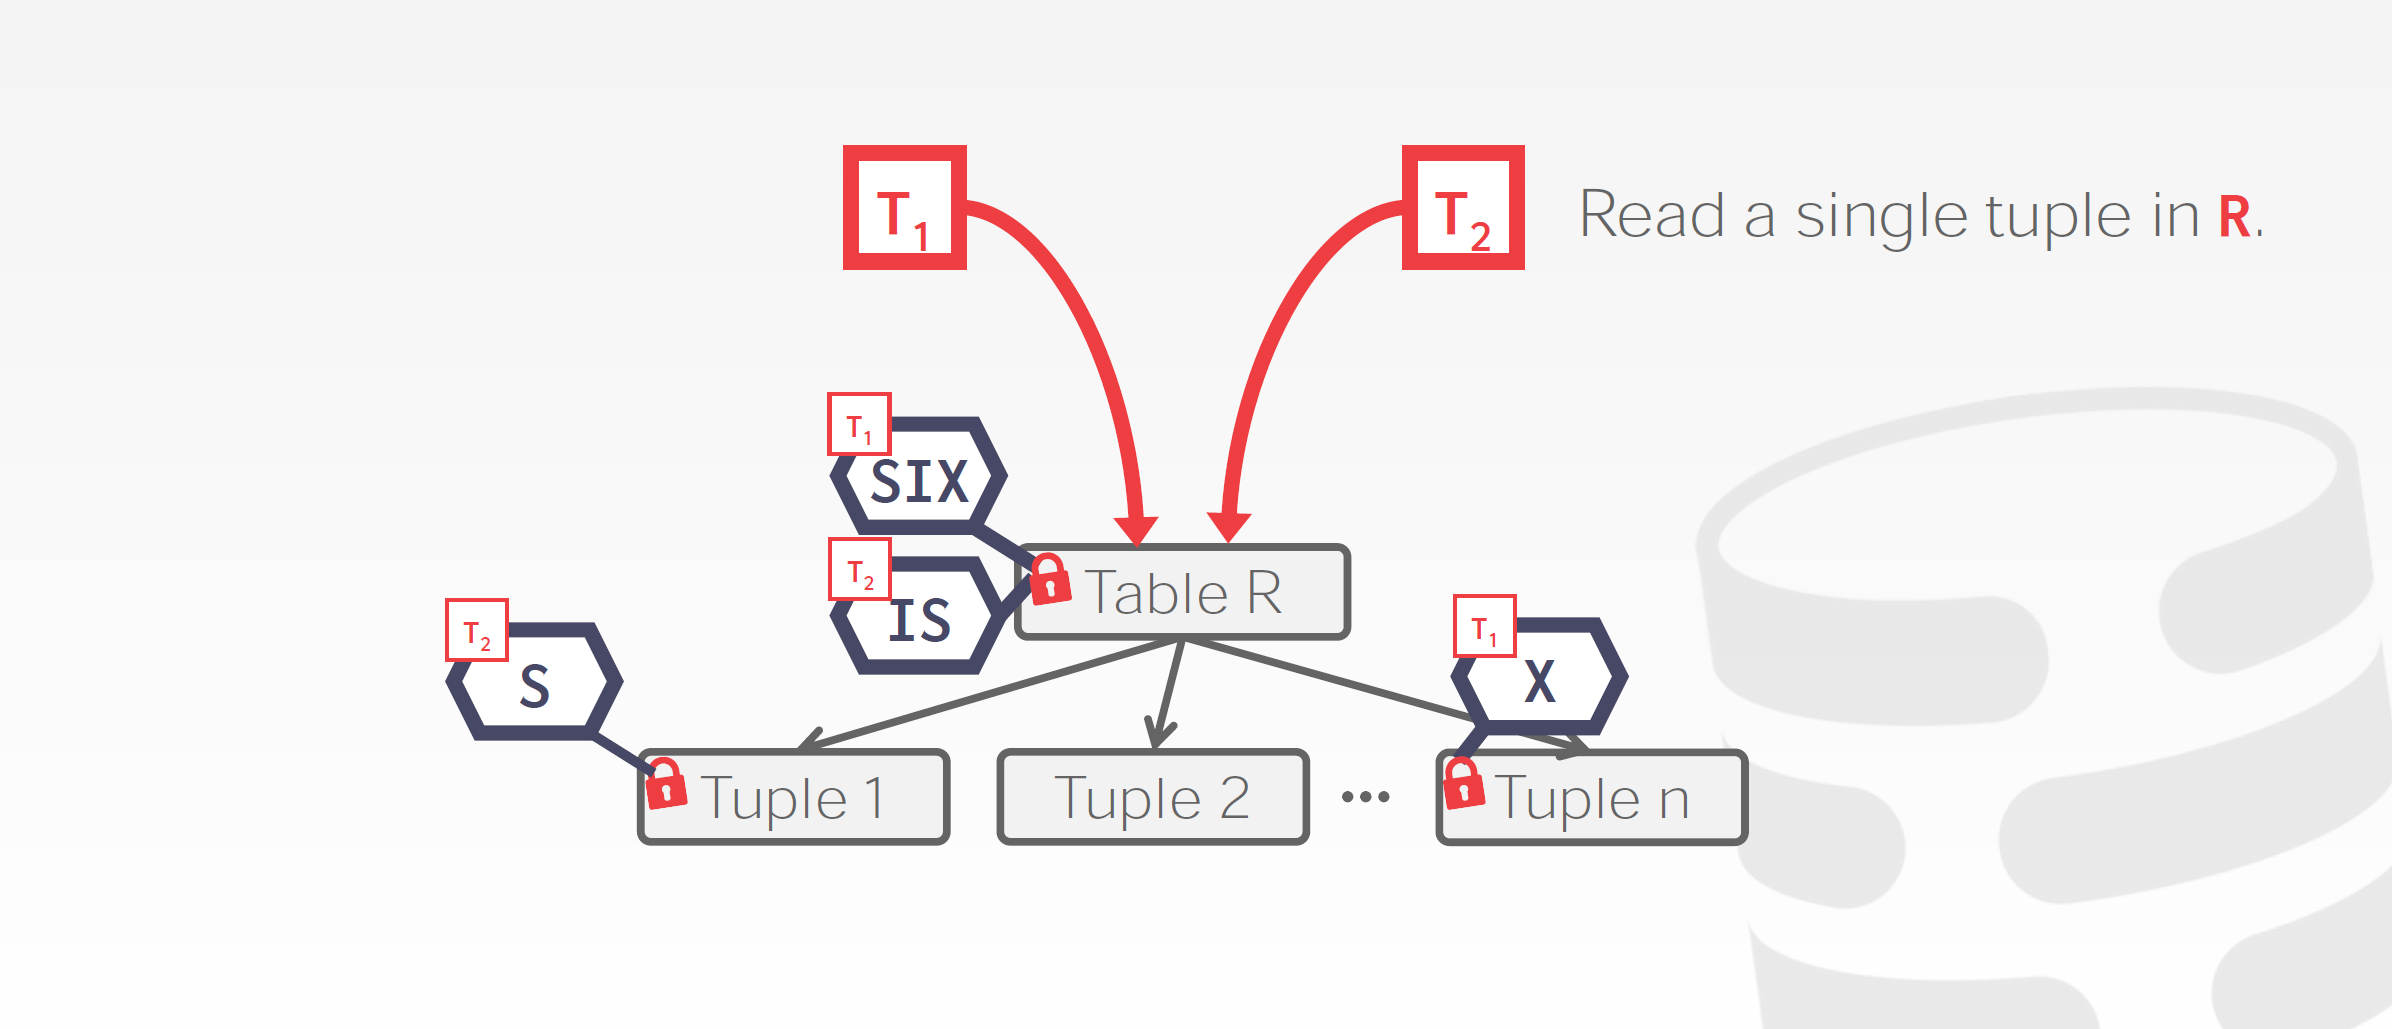 T1
T2
Read a single tuple in R.
T1
SIX
T2
IS
Table R
T2
S
T1
X
Tuple 1
Tuple 2
•••
Tuple n